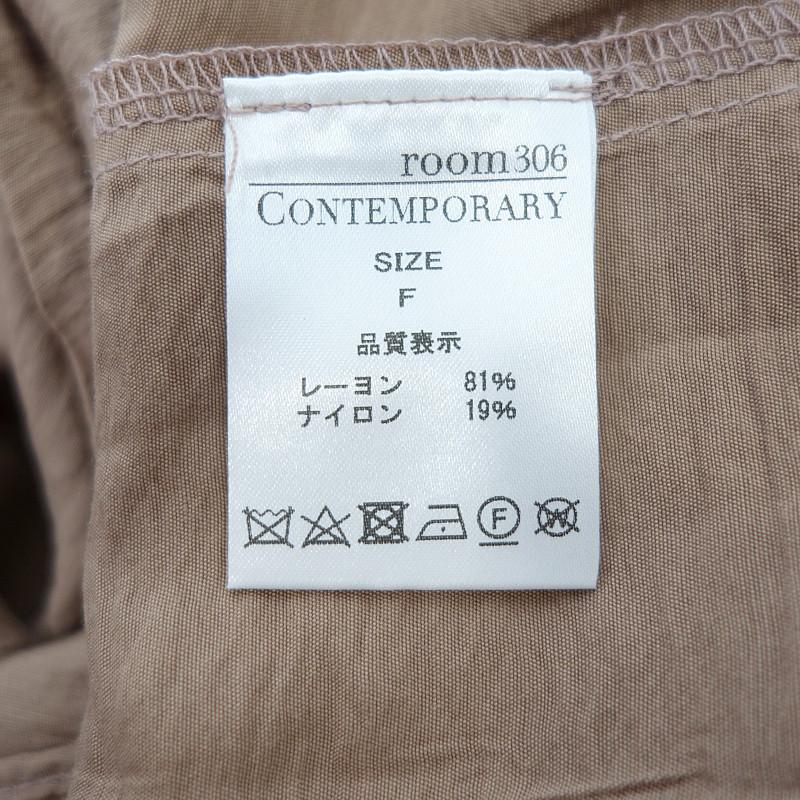 room306
CONTEMPORARY
SIZE
F
品質表示
レーヨン 81%
ナイロン 19%
F W